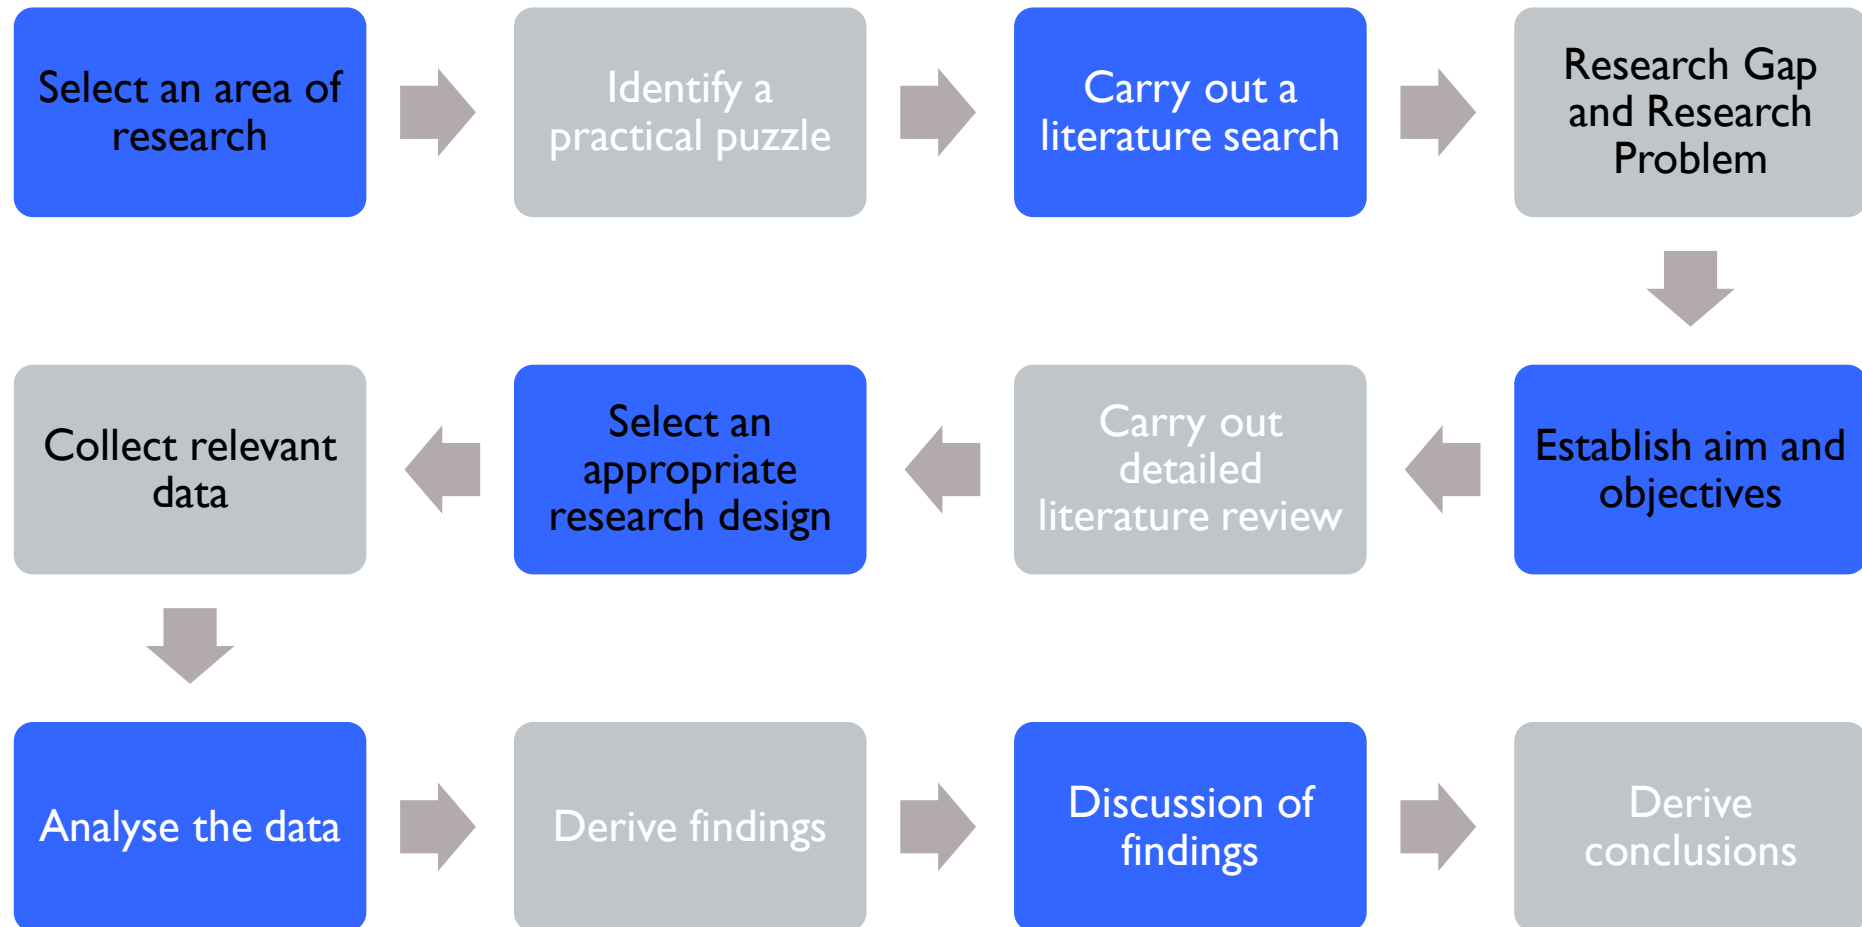 Select an area of
research
Identify a
practical puzzle
Carry out a
literature search
Research Gap
and Research
Problem
Establish aim and
objectives
Carry out
detailed
literature review
Select an
appropriate
research design
Collect relevant
data
Analyse the data
Derive findings
Discussion of
findings
Derive
conclusions